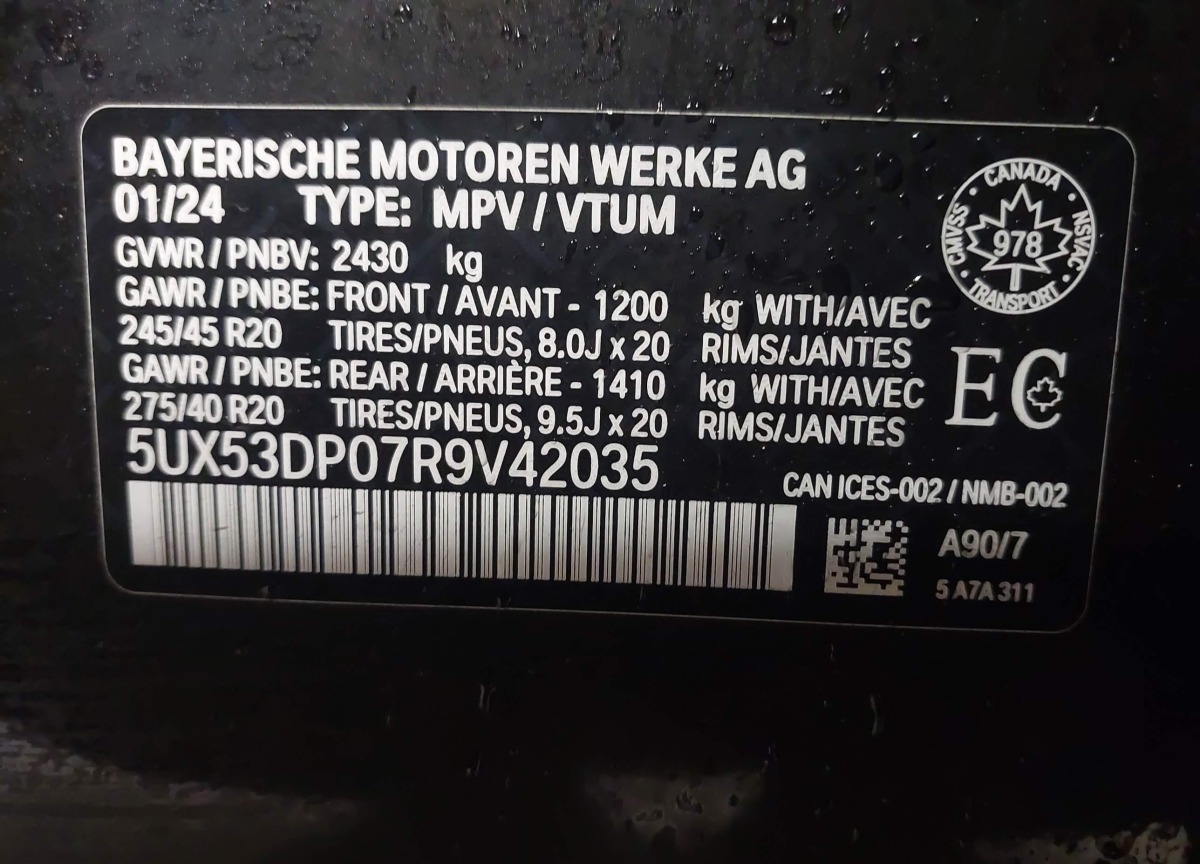 BAYERISCHE MOTOREN WERKE AG
01/24 TYPE: MPV / VTUM
GVWR / PNBV: 2430 kg
GAWR / PNBE: FRONT / AVANT - 1200 kg WITH/AVEC
245/45 R20 TIRES/PNEUS, 8.0J x 20 RIMS/JANTES
GAWR / PNBE: REAR / ARRIÈRE - 1410 kg WITH/AVEC
275/40 R20 TIRES/PNEUS, 9.5J x 20 RIMS/JANTES
5UX53DP07R9V42035
CANADA
CMVSS
NSVAC
978
TRANSPORT
EC
CAN ICES-002 / NMB-002
A90/7
5 A7A 311